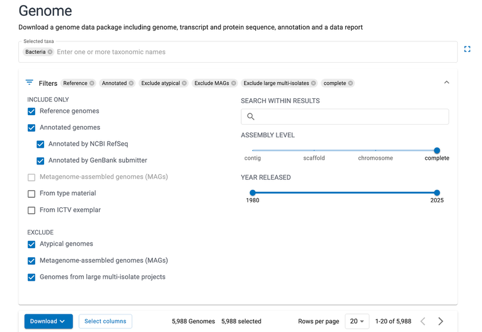 Genome
Download a genome data package including genome, transcript and protein sequence, annotation and a data report
Selected taxa
Bacteria Enter one or more taxonomic names
Filters Reference Annotated Exclude atypical Exclude MAGs Exclude large multi-isolates complete
INCLUDE ONLY
Reference genomes
Annotated genomes
Annotated by NCBI RefSeq
Annotated by GenBank submitter
Metagenome-assembled genomes (MAGs)
From type material
From ICTV exemplar
EXCLUDE
Atypical genomes
Metagenome-assembled genomes (MAGs)
Genomes from large multi-isolate projects
SEARCH WITHIN RESULTS
ASSEMBLY LEVEL
contig scaffold chromosome complete
YEAR RELEASED
1980 2025
Download Select columns 5,988 Genomes 5,988 selected Rows per page 20 1-20 of 5,988